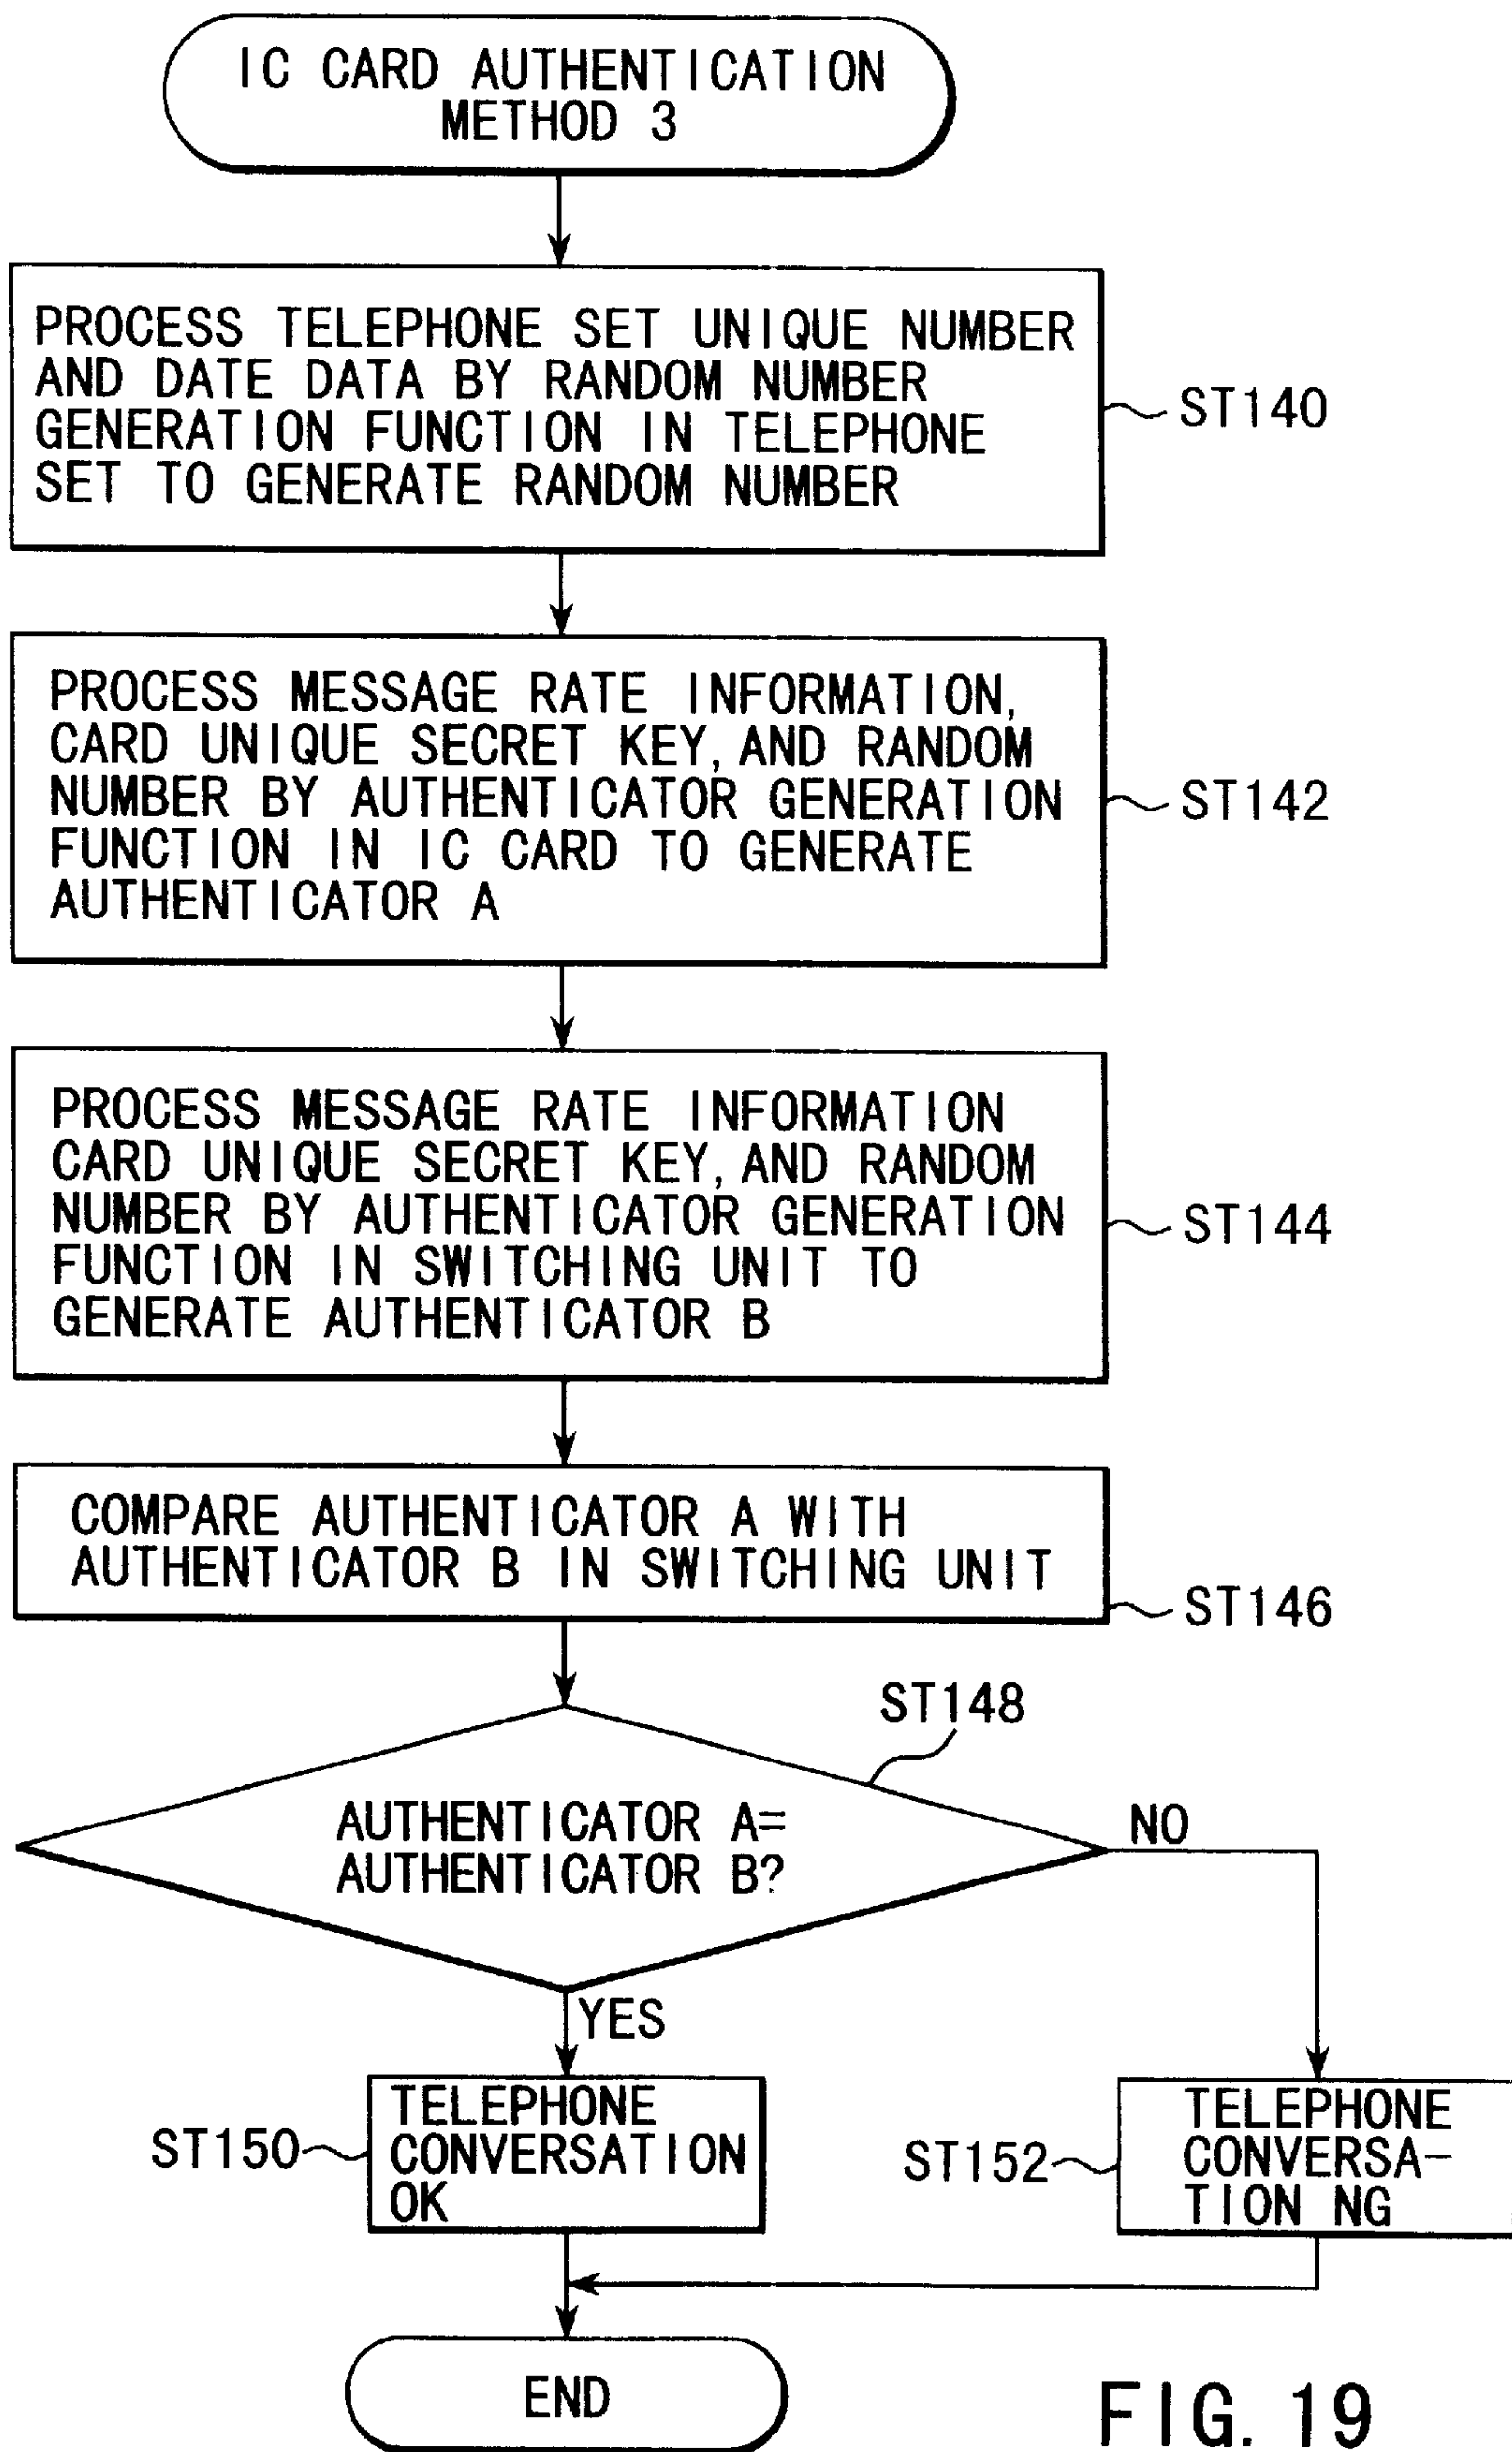 IC CARD AUTHENTICATION
METHOD 3
PROCESS TELEPHONE SET UNIQUE NUMBER
AND DATE DATA BY RANDOM NUMBER
GENERATION FUNCTION IN TELEPHONE
SET TO GENERATE RANDOM NUMBER
ST140
PROCESS MESSAGE RATE INFORMATION,
CARD UNIQUE SECRET KEY, AND RANDOM
NUMBER BY AUTHENTICATOR GENERATION
FUNCTION IN IC CARD TO GENERATE
AUTHENTICATOR A
ST142
PROCESS MESSAGE RATE INFORMATION
CARD UNIQUE SECRET KEY, AND RANDOM
NUMBER BY AUTHENTICATOR GENERATION
FUNCTION IN SWITCHING UNIT TO
GENERATE AUTHENTICATOR B
ST144
COMPARE AUTHENTICATOR A WITH
AUTHENTICATOR B IN SWITCHING UNIT
ST146
ST148
AUTHENTICATOR A=
AUTHENTICATOR B?
NO
YES
TELEPHONE
CONVERSATION
OK
ST150
TELEPHONE
CONVERSA-
TION NG
ST152
END
FIG. 19